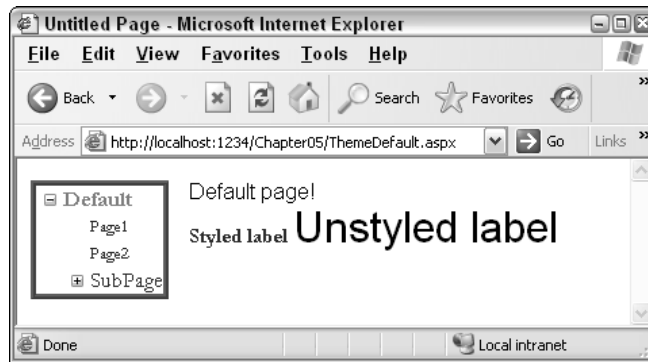 Untitled Page - Microsoft Internet Explorer
File Edit View Favorites Tools Help
Back Search Favorites »
Address http://localhost:1234/Chapter05/ThemeDefault.aspx Go Links »
Default
Page1
Page2
SubPage
Default page!
Styled label Unstyled label
Done Local intranet